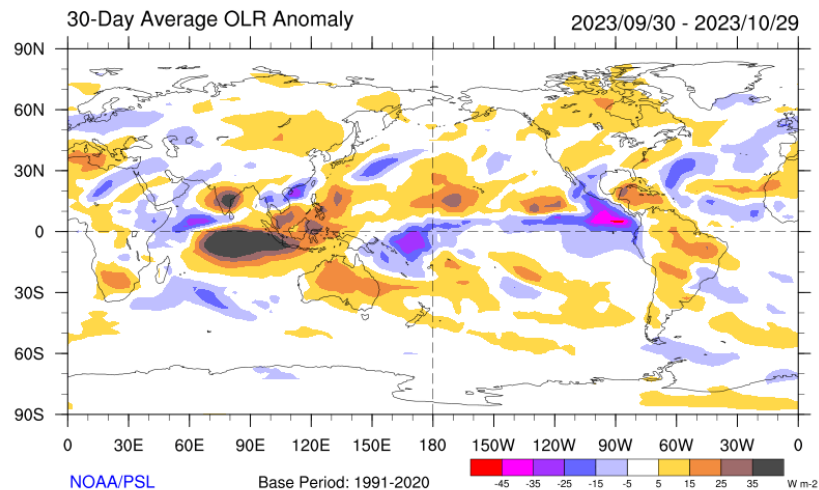 30-Day Average OLR Anomaly 2023/09/30 - 2023/10/29
90N
60N
30N
0
30S
60S
90S
0 30E 60E 90E 120E 150E 180 150W 120W 90W 60W 30W 0
-45 -35 -25 -15 -5 5 15 25 35 W m-2
NOAA/PSL Base Period: 1991-2020